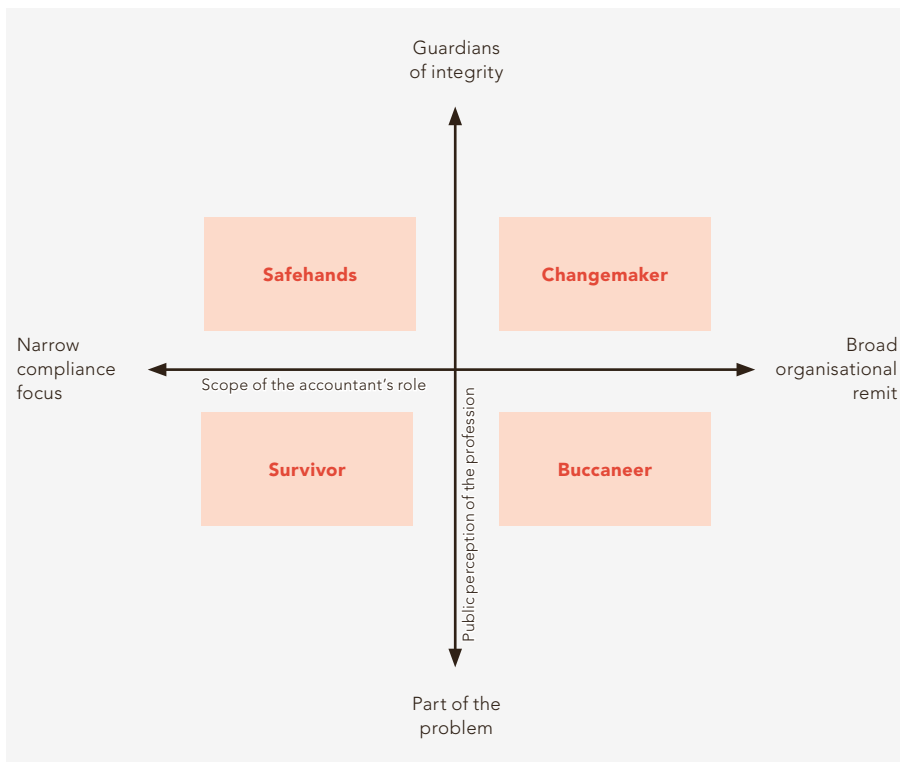 Guardians
of integrity
Safehands
Changemaker
Narrow
compliance
focus
Scope of the accountant’s role
Broad
organisational
remit
Public perception of the profession
Survivor
Buccaneer
Part of the
problem